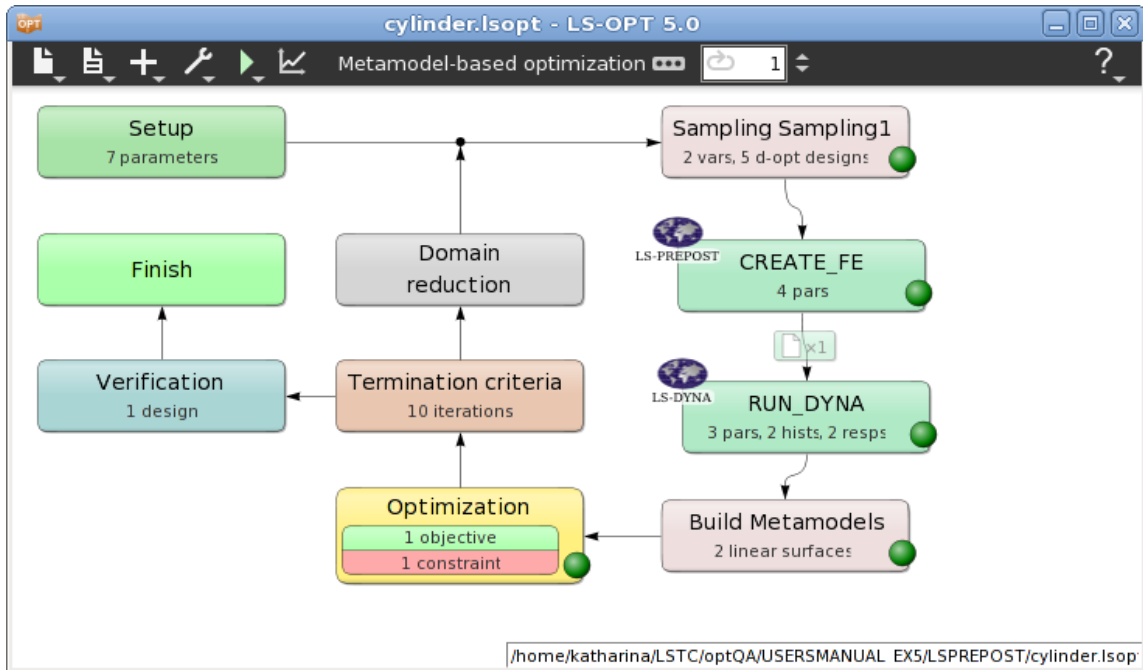 cylinder.lsopt - LS-OPT 5.0
OPT
Metamodel-based optimization 1 ?
Setup
7 parameters
Sampling Sampling1
2 vars, 5 d-opt designs
Finish
Domain
reduction
LS-PREPOST
CREATE_FE
4 pars
x1
Verification
1 design
Termination criteria
10 iterations
LS-DYNA
RUN_DYNA
3 pars, 2 hists, 2 resps
Optimization
1 objective
1 constraint
Build Metamodels
2 linear surfaces
/home/katharina/LSTC/optQA/USERSMANUAL_EX5/LSPREPOST/cylinder.lsop